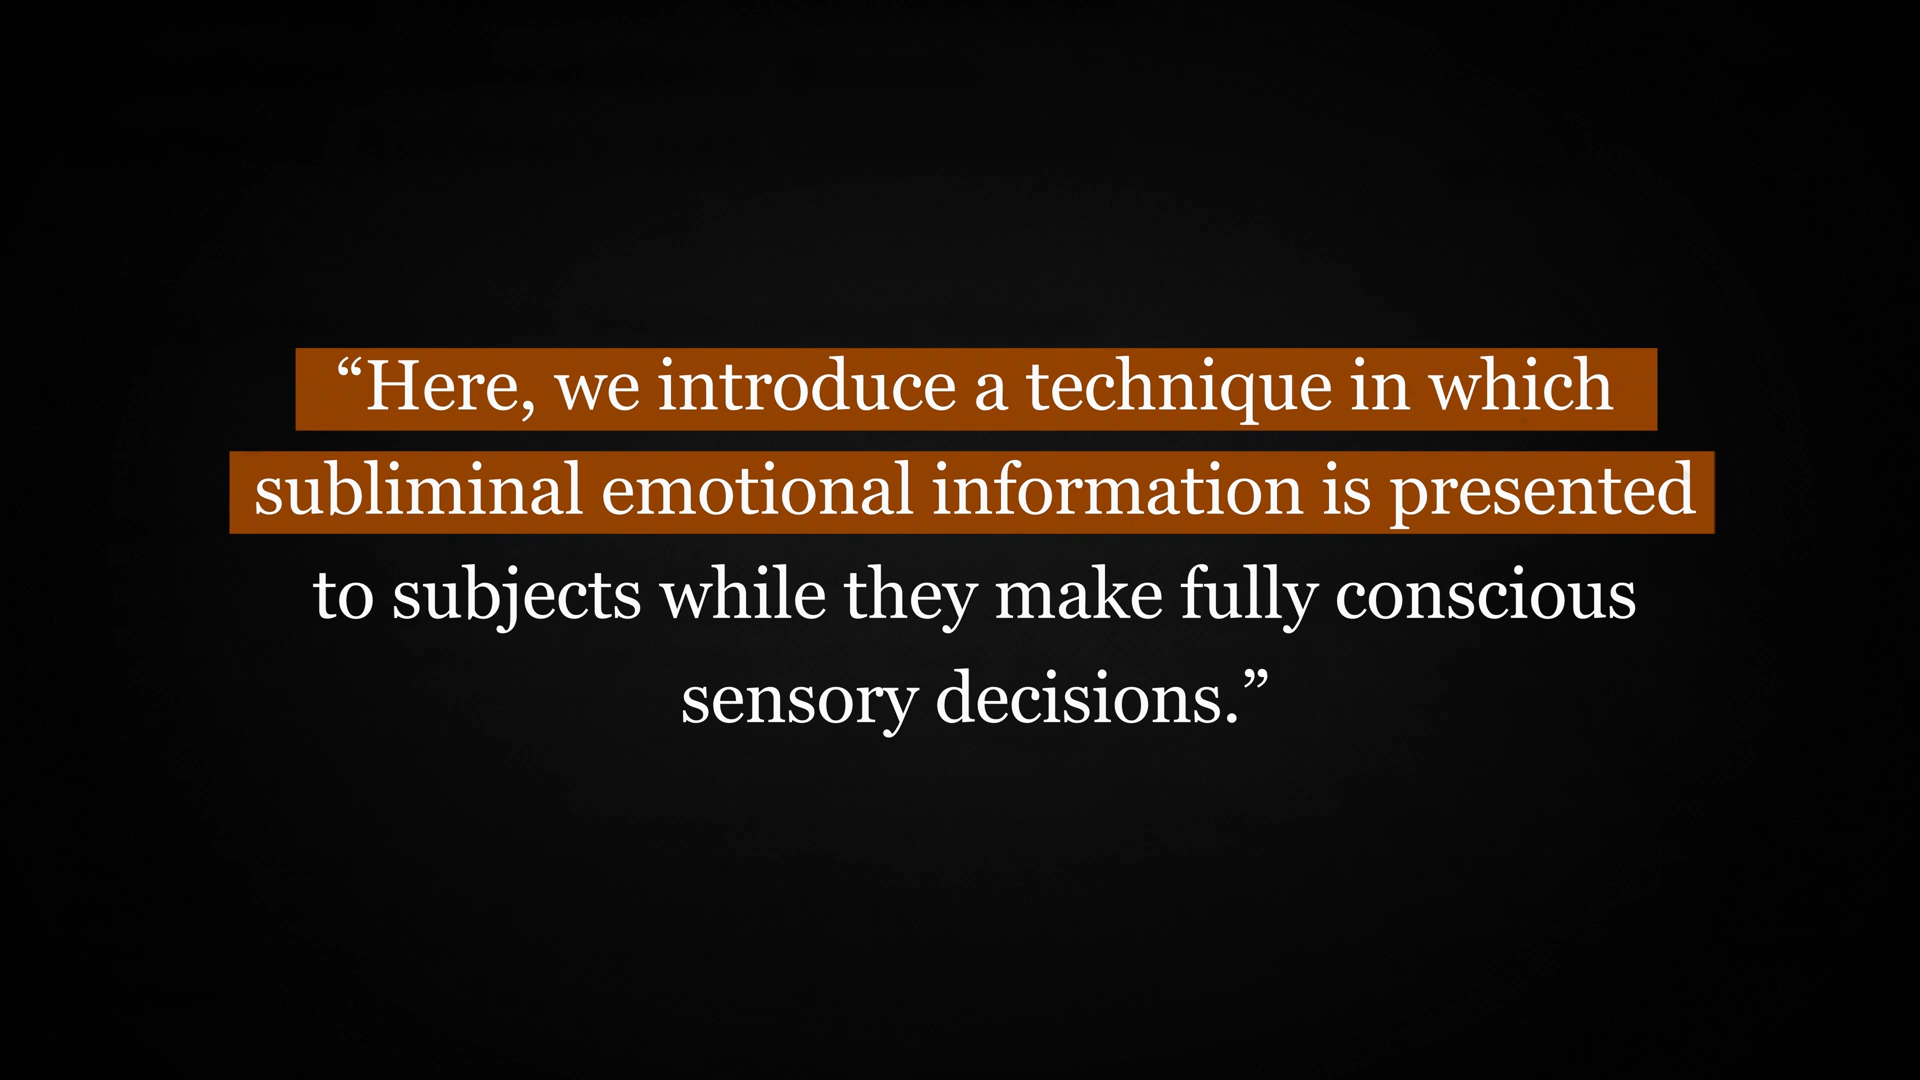 “Here, we introduce a technique in which
subliminal emotional information is presented
to subjects while they make fully conscious
sensory decisions.”